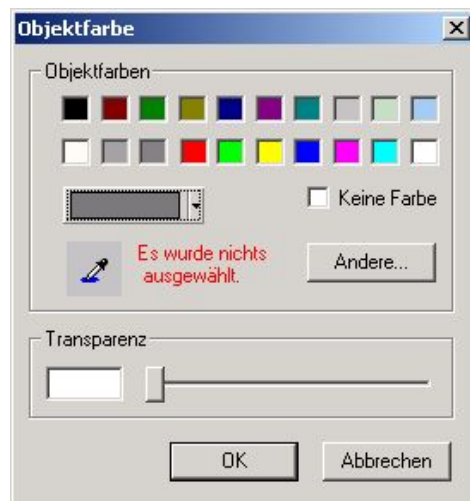 Objektfarbe
Objektfarben
Keine Farbe
Es wurde nichts
ausgewählt.
Andere...
Transparenz
OK
Abbrechen